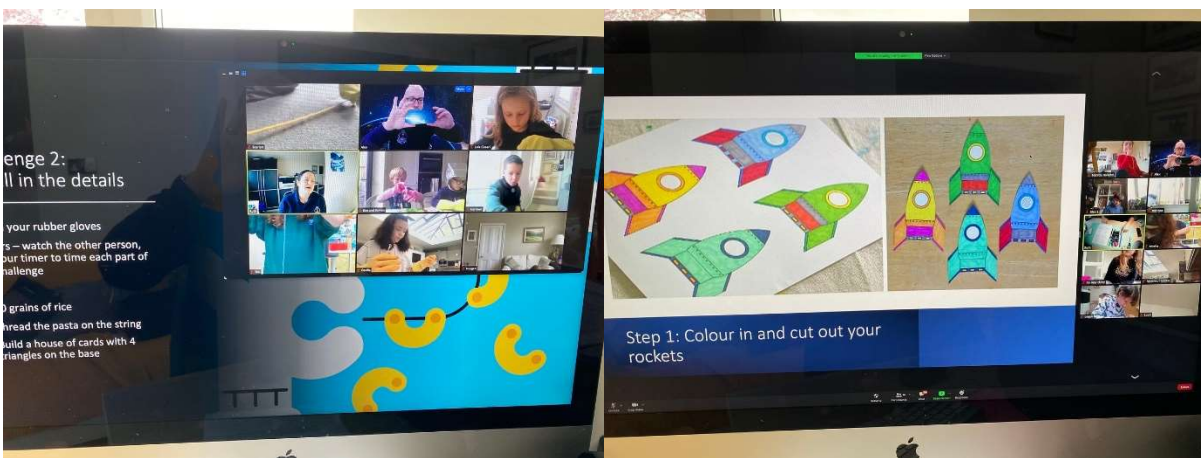 enge 2:
ll in the details
your rubber gloves
rs – watch the other person,
our timer to time each part of
hallenge
0 grains of rice
hread the pasta on the string
Build a house of cards with 4
triangles on the base
Step 1: Colour in and cut out your
rockets